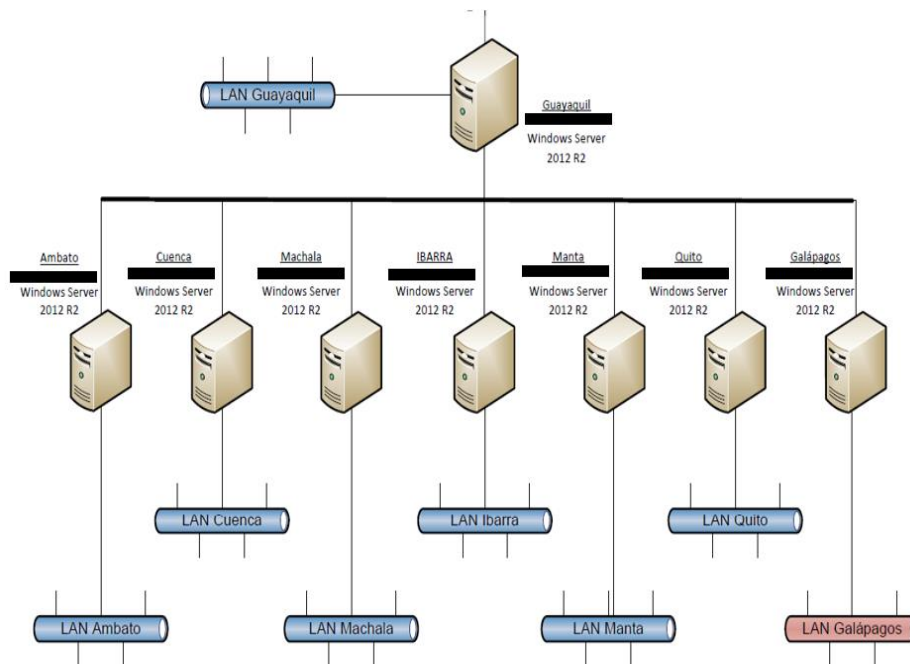 LAN Guayaquil
Guayaquil
Windows Server
2012 R2
Ambato
Windows Server
2012 R2
Cuenca
Windows Server
2012 R2
Machala
Windows Server
2012 R2
IBARRA
Windows Server
2012 R2
Manta
Windows Server
2012 R2
Quito
Windows Server
2012 R2
Galápagos
Windows Server
2012 R2
LAN Cuenca
LAN Ibarra
LAN Quito
LAN Ambato
LAN Machala
LAN Manta
LAN Galápagos